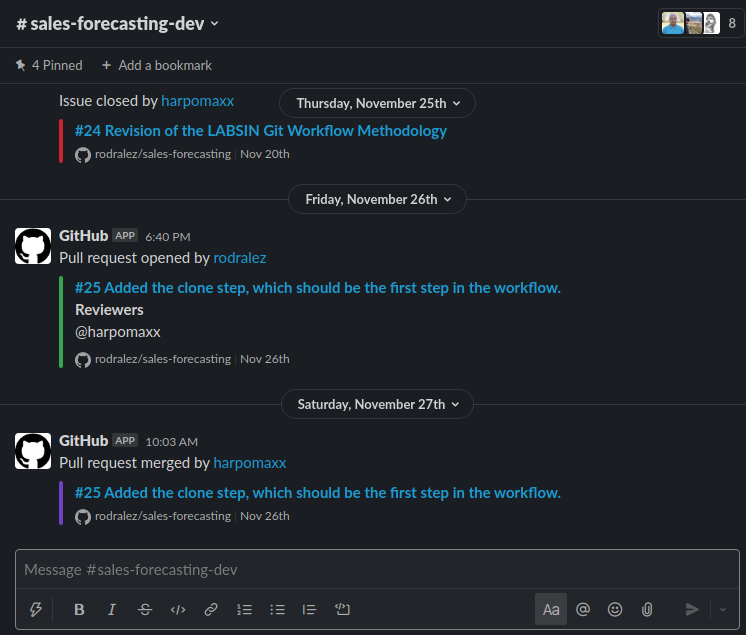 # sales-forecasting-dev
8
4 Pinned + Add a bookmark
Issue closed by harpomaxx
Thursday, November 25th
#24 Revision of the LABSIN Git Workflow Methodology
rodralez/sales-forecasting | Nov 20th
Friday, November 26th
GitHub APP 6:40 PM
Pull request opened by rodralez
#25 Added the clone step, which should be the first step in the workflow.
Reviewers
@harpomaxx
rodralez/sales-forecasting | Nov 26th
Saturday, November 27th
GitHub APP 10:03 AM
Pull request merged by harpomaxx
#25 Added the clone step, which should be the first step in the workflow.
rodralez/sales-forecasting | Nov 26th
Message #sales-forecasting-dev
B I S </> Aa @